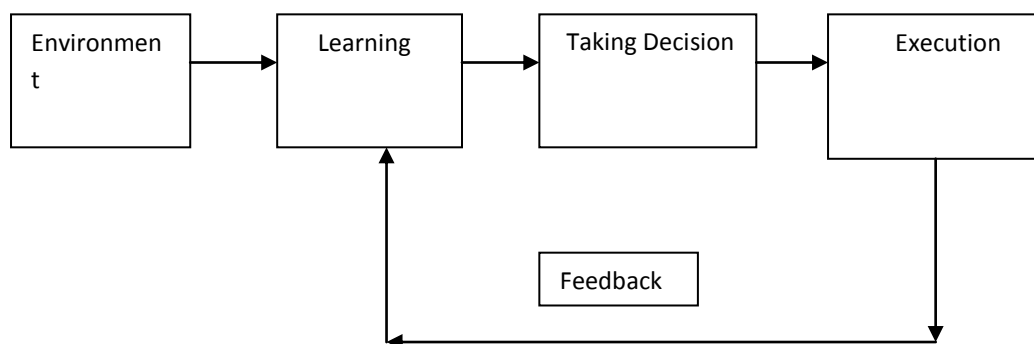 Environmen
t
Learning
Taking Decision
Execution
Feedback